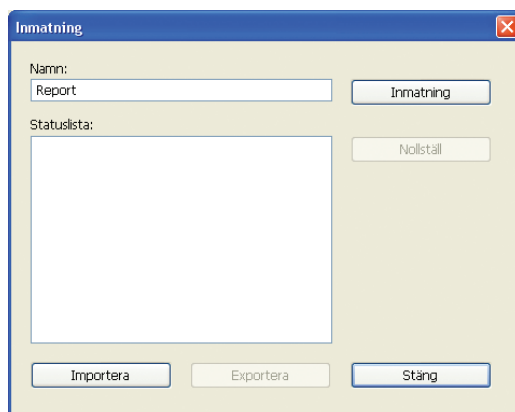 Inmatning
Namn:
Report
Inmatning
Statuslista:
Nollställ
Importera
Exportera
Stäng